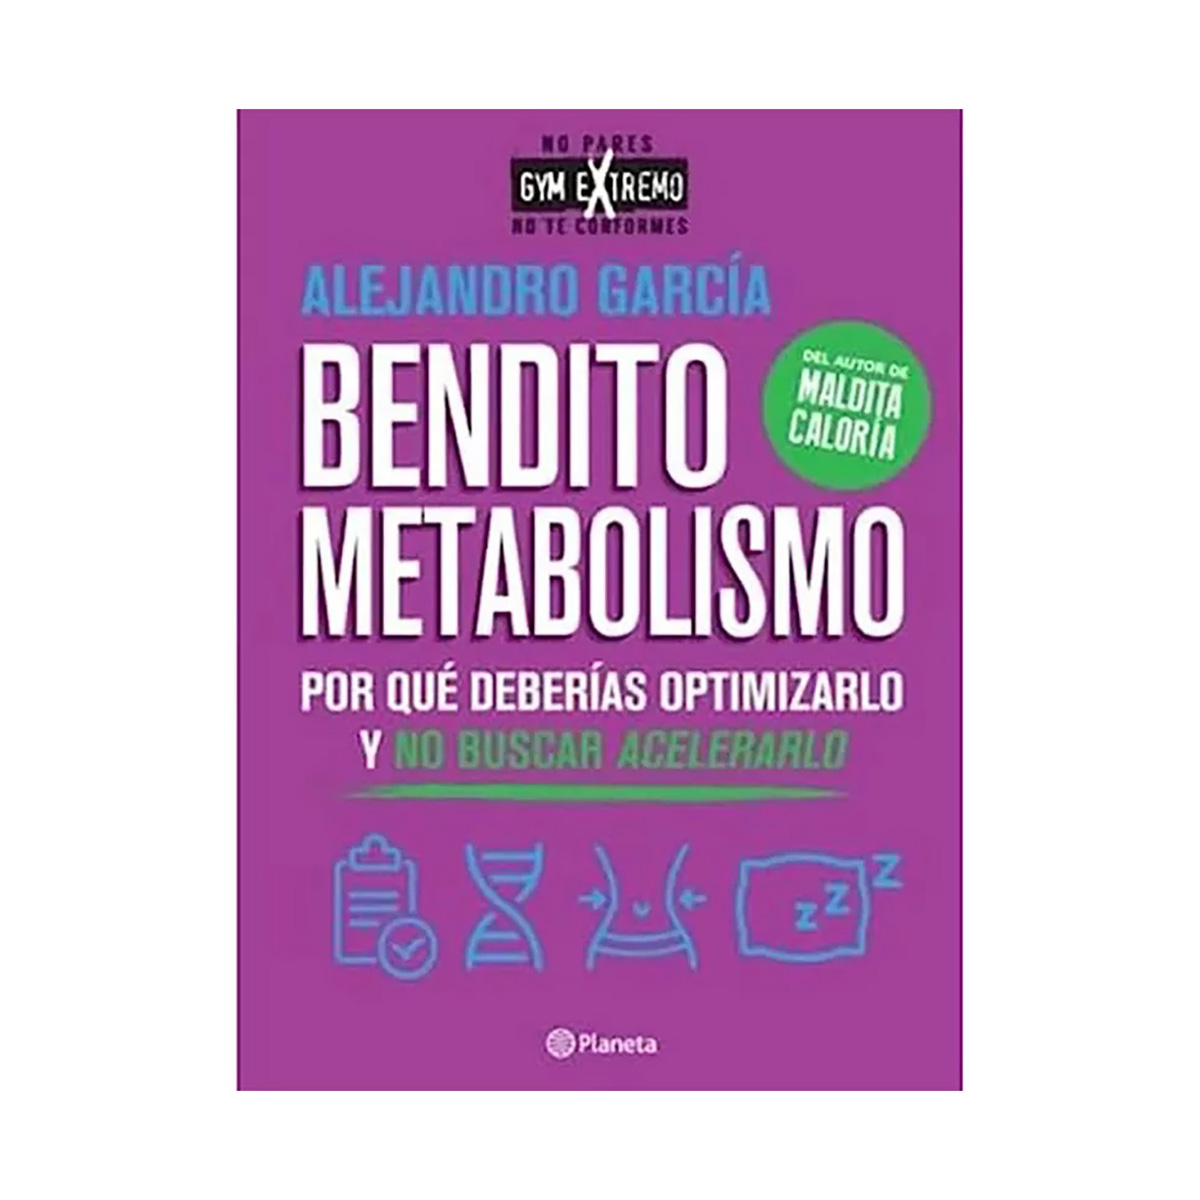 NO PARES
GYM EXTREMO
NO TE CONFORMES
ALEJANDRO GARCÍA
BENDITO
METABOLISMO
DEL AUTOR DE
MALDITA
CALORÍA
POR QUÉ DEBERÍAS OPTIMIZARLO
Y NO BUSCAR ACELERARLO
Z Z Z
Planeta